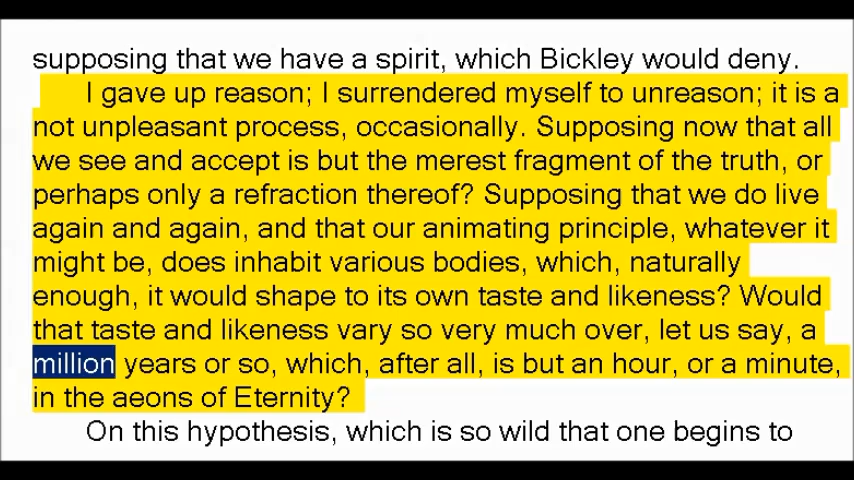 supposing that we have a spirit, which Bickley would deny.
I gave up reason; I surrendered myself to unreason; it is a
not unpleasant process, occasionally. Supposing now that all
we see and accept is but the merest fragment of the truth, or
perhaps only a refraction thereof? Supposing that we do live
again and again, and that our animating principle, whatever it
might be, does inhabit various bodies, which, naturally
enough, it would shape to its own taste and likeness? Would
that taste and likeness vary so very much over, let us say, a
million years or so, which, after all, is but an hour, or a minute,
in the aeons of Eternity?
On this hypothesis, which is so wild that one begins to